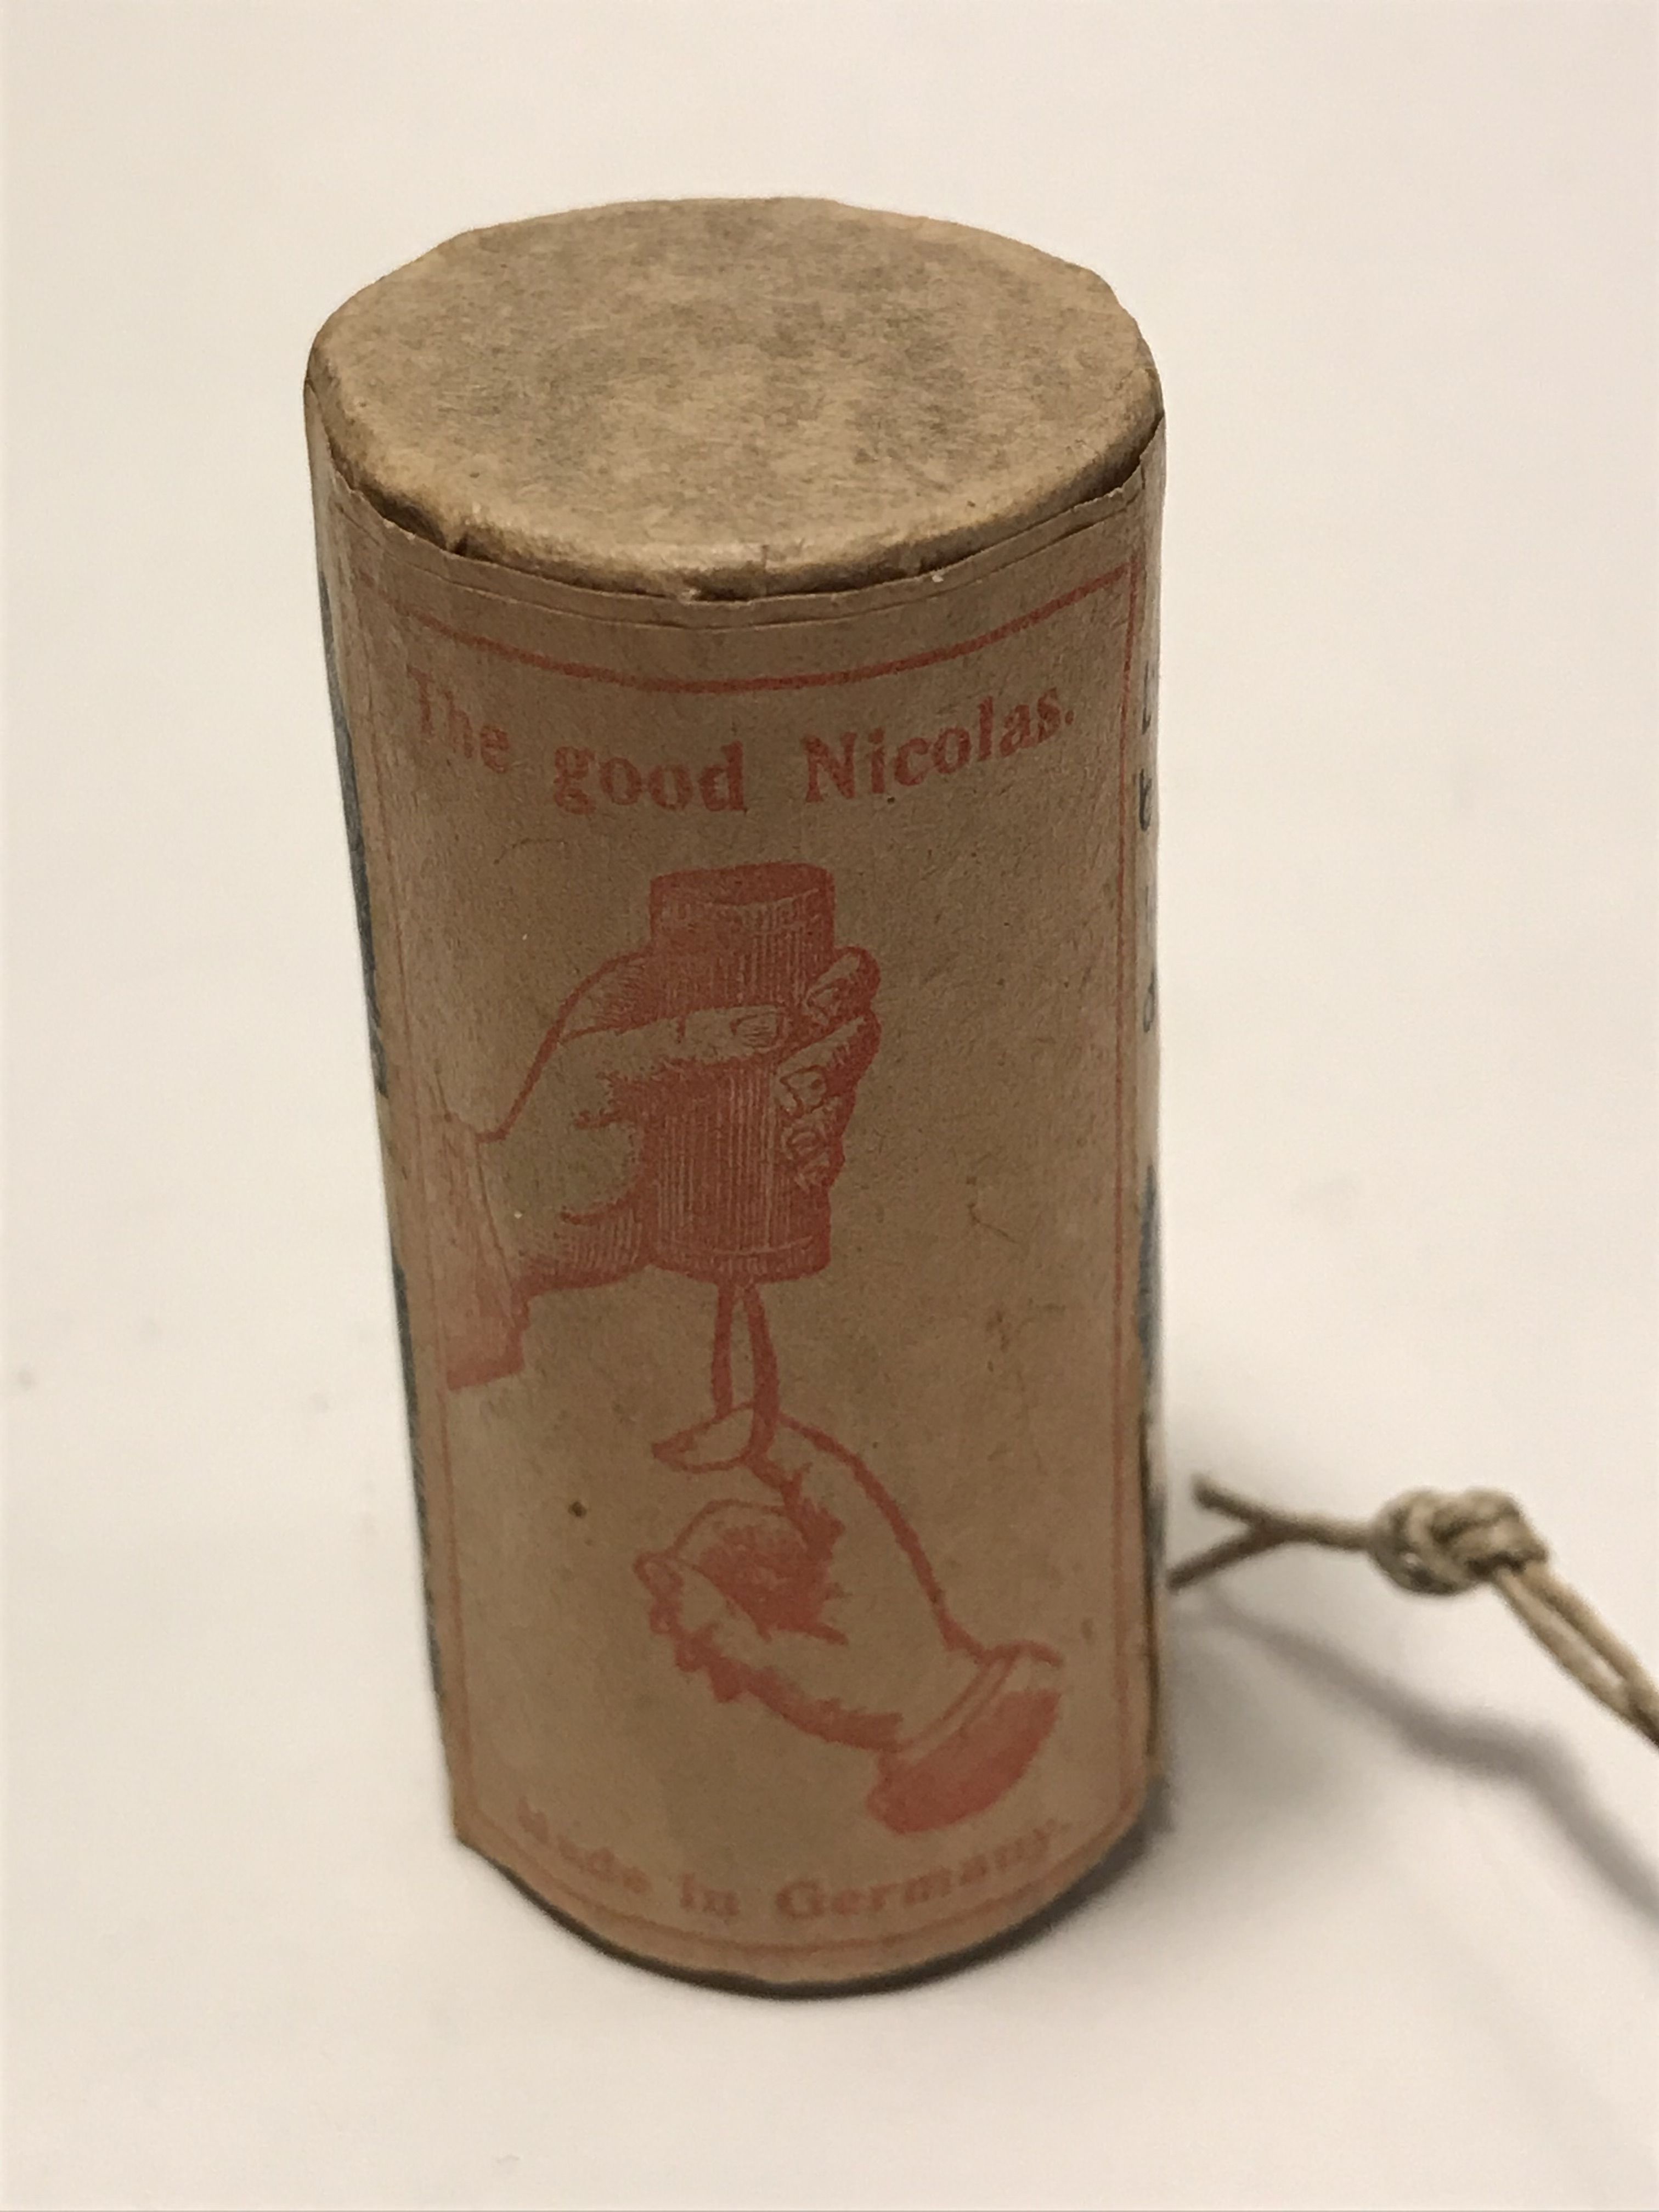 The good Nicolas.
Made in Germany.